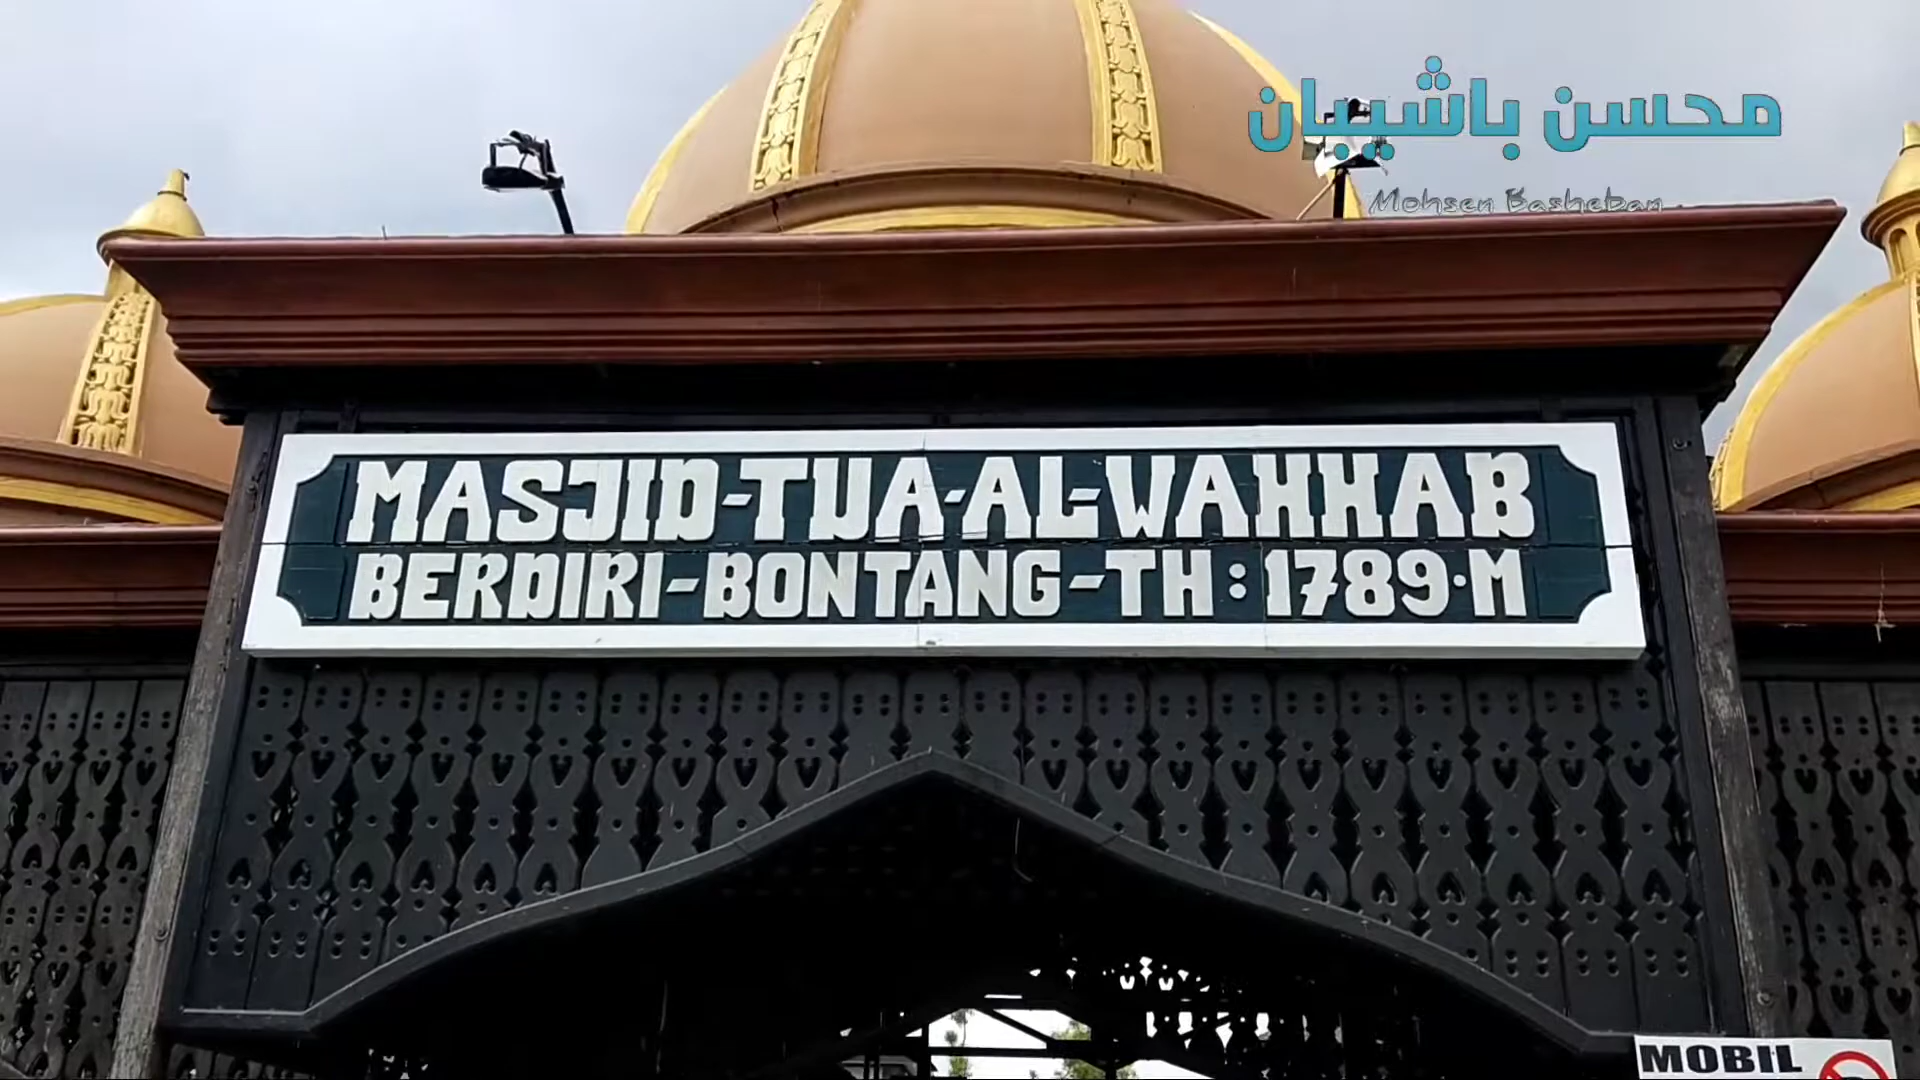 محسن باشيبان
Mohsen Basheban
MASJID-TUA-AL-WAHHAB
BERDIRI-BONTANG-TH:1789·M
MOBIL